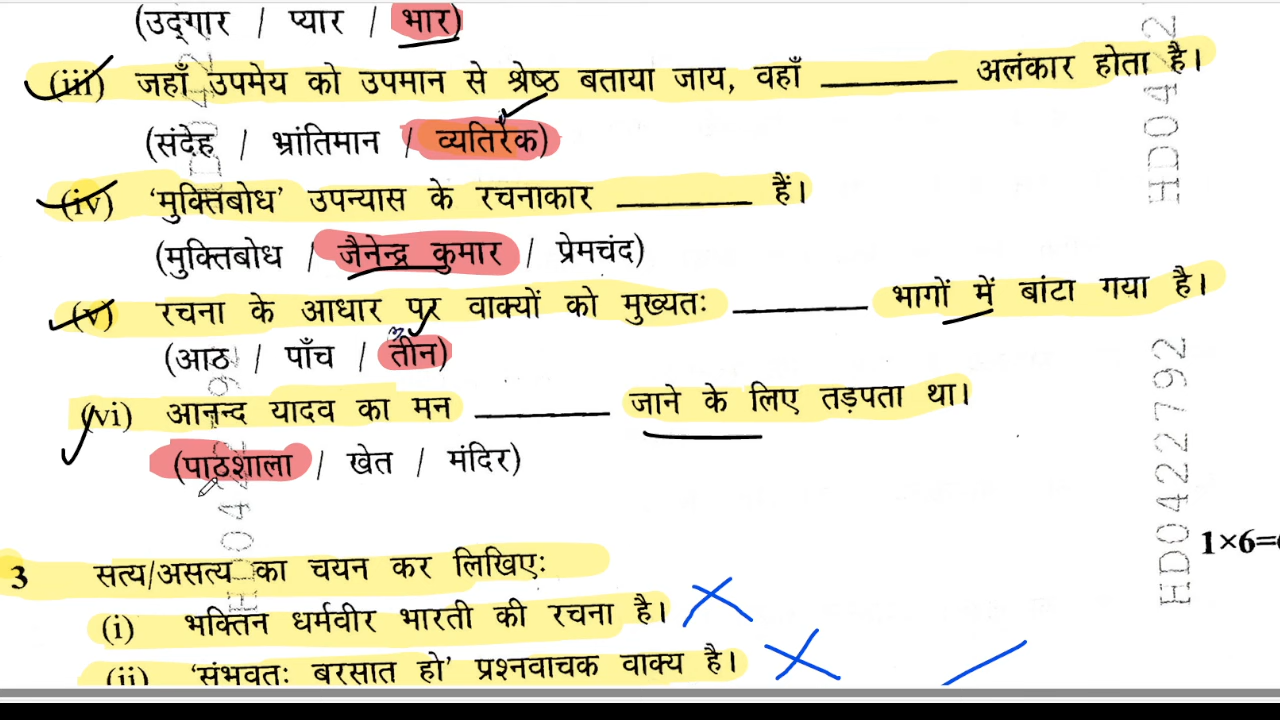 (उद्‌गार / प्यार / भार)
(iii) जहाँ उपमेय को उपमान से श्रेष्ठ बताया जाय, वहाँ ________ अलंकार होता है।
(संदेह / भ्रांतिमान / व्यतिरेक)
(iv) ‘मुक्तिबोध’ उपन्यास के रचनाकार ________ हैं।
(मुक्तिबोध / जैनेन्द्र कुमार / प्रेमचंद)
(v) रचना के आधार पर वाक्यों को मुख्यतः ________ भागों में बांटा गया है।
(आठ / पाँच / तीन)
(vi) आनन्द यादव का मन ________ जाने के लिए तड़पता था।
(पाठशाला / खेत / मंदिर)
1×6=
3 सत्य/असत्य का चयन कर लिखिएः
(i) भक्तिन धर्मवीर भारती की रचना है।
(ii) ‘संभवतः बरसात हो’ प्रश्नवाचक वाक्य है।
HD0422792